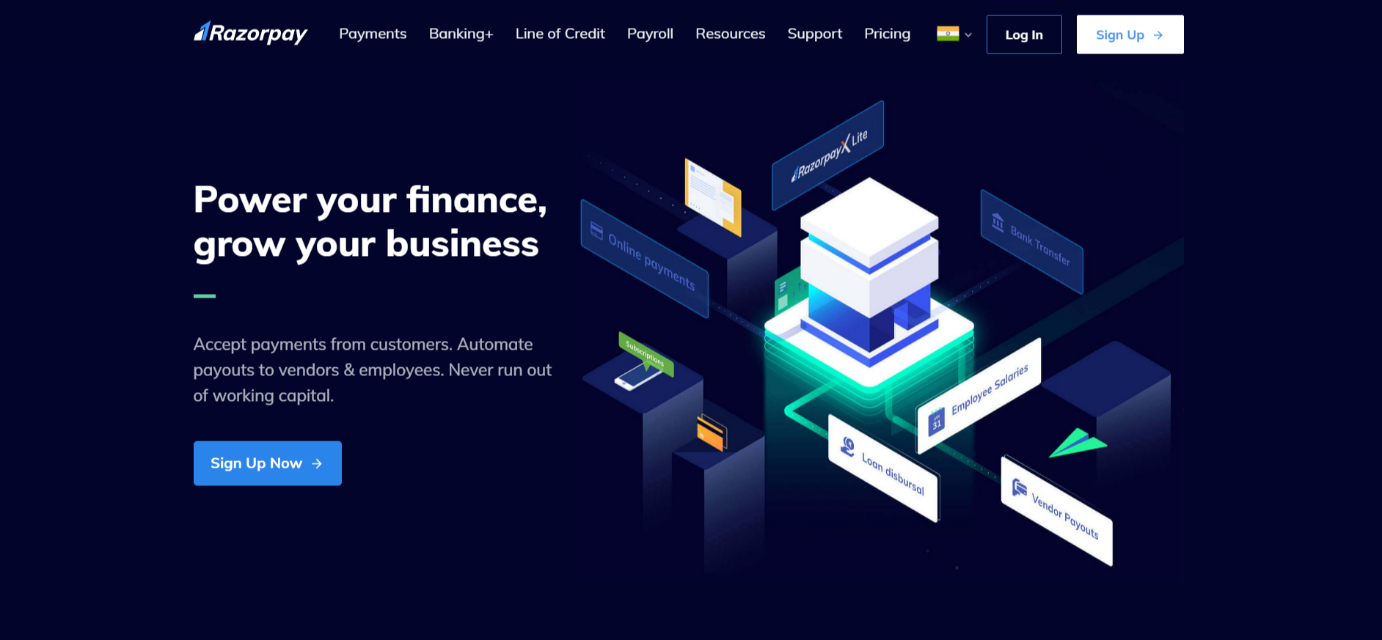 Razorpay
Payments
Banking+
Line of Credit
Payroll
Resources
Support
Pricing
Log In
Sign Up
Power your finance,
grow your business
Accept payments from customers. Automate
payouts to vendors & employees. Never run out
of working capital.
Sign Up Now
RazorpayX Lite
Online payments
Bank Transfer
Subscriptions
Employee Salaries
31
Loan disbursal
Vendor Payouts